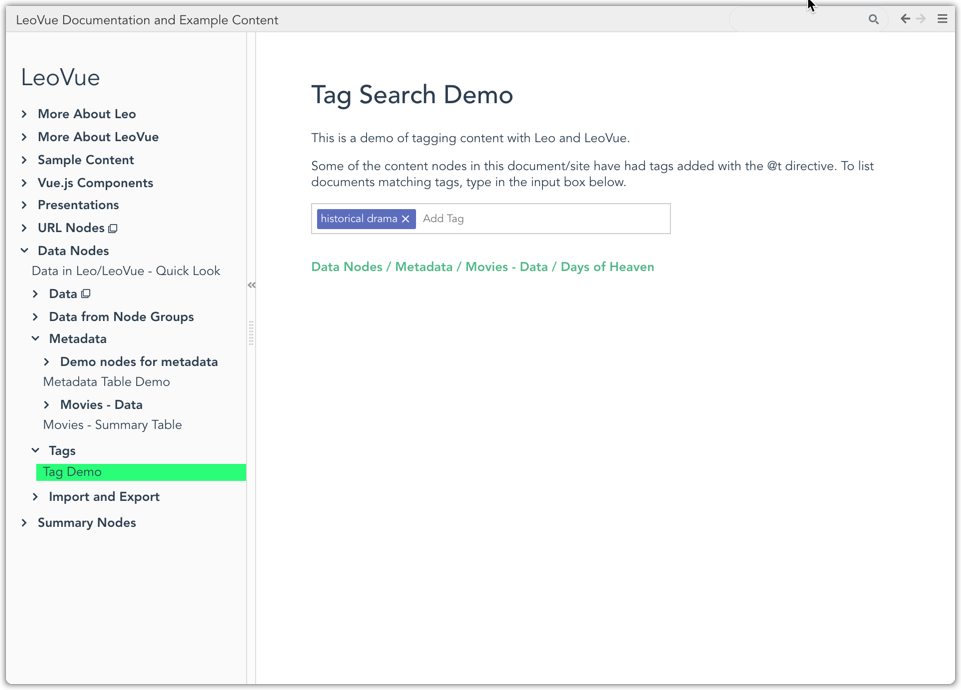 LeoVue Documentation and Example Content
LeoVue
More About Leo
More About LeoVue
Sample Content
Vue.js Components
Presentations
URL Nodes
Data Nodes
Data in Leo/LeoVue - Quick Look
Data
Data from Node Groups
Metadata
Demo nodes for metadata
Metadata Table Demo
Movies - Data
Movies - Summary Table
Tags
Tag Demo
Import and Export
Summary Nodes
Tag Search Demo
This is a demo of tagging content with Leo and LeoVue.
Some of the content nodes in this document/site have had tags added with the @t directive. To list
documents matching tags, type in the input box below.
historical drama × Add Tag
Data Nodes / Metadata / Movies - Data / Days of Heaven